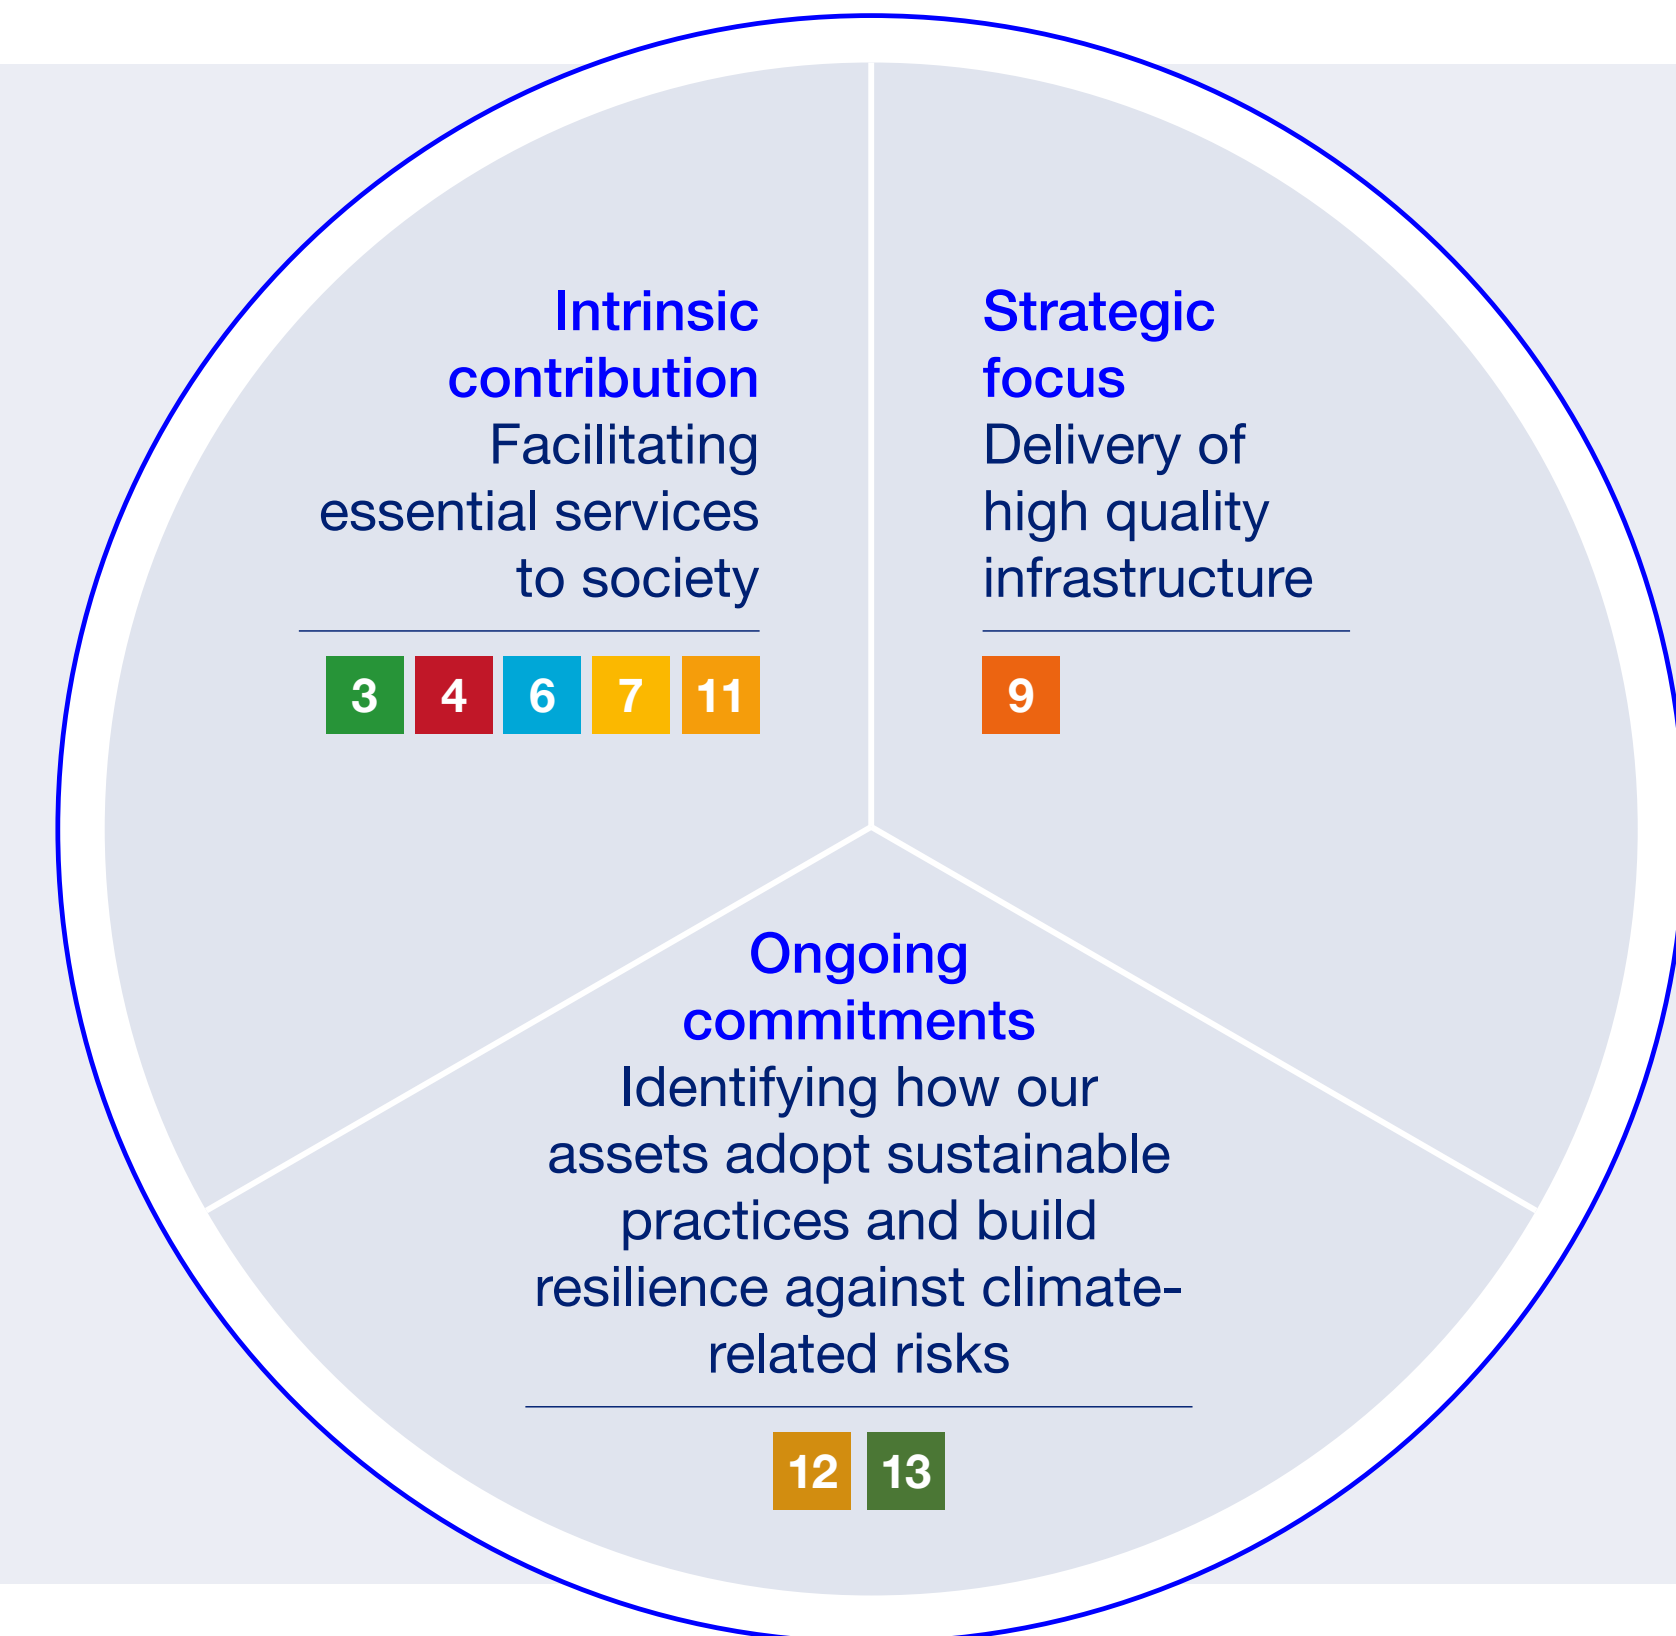 Intrinsic
contribution
Facilitating
essential services
to society
3 4 6 7 11
Strategic
focus
Delivery of
high quality
infrastructure
9
Ongoing
commitments
Identifying how our
assets adopt sustainable
practices and build
resilience against climate-
related risks
12 13